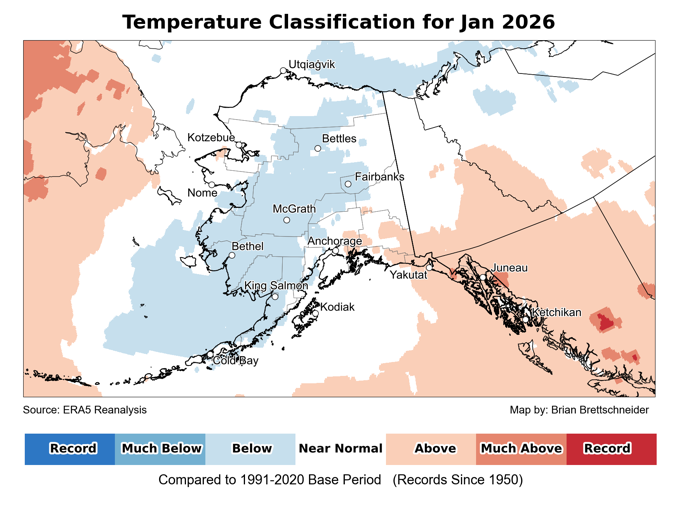 Temperature Classification for Jan 2026
Utqiaġvik
Kotzebue
Bettles
Fairbanks
Nome
McGrath
Bethel
Anchorage
Juneau
Yakutat
King Salmon
Kodiak
Ketchikan
Cold Bay
Source: ERA5 Reanalysis
Map by: Brian Brettschneider
Record Much Below Below Near Normal Above Much Above Record
Compared to 1991-2020 Base Period (Records Since 1950)